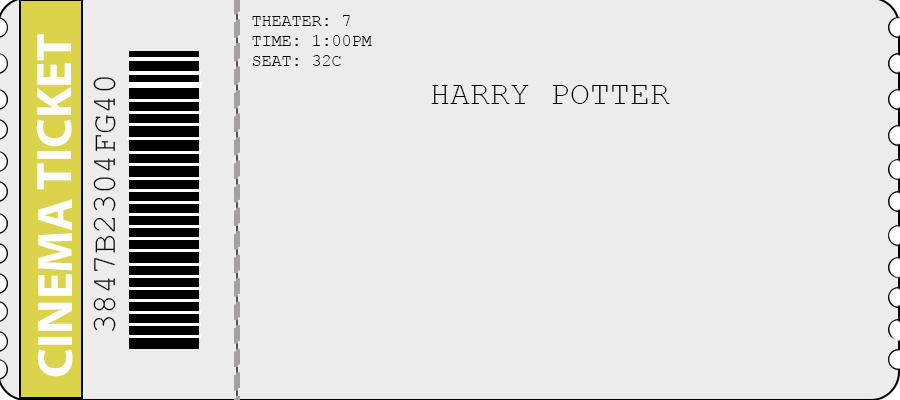 CINEMA TICKET
3847B2304FG40
THEATER: 7
TIME: 1:00PM
SEAT: 32C
HARRY POTTER